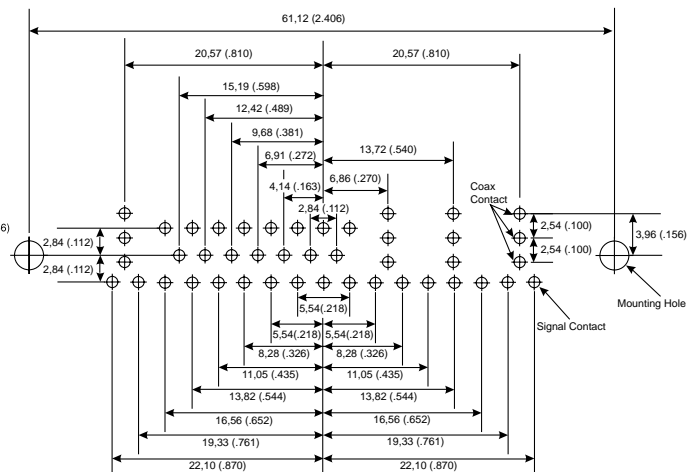 61,12 (2.406)
20,57 (.810)
20,57 (.810)
15,19 (.598)
12,42 (.489)
9,68 (.381)
13,72 (.540)
6,91 (.272)
6,86 (.270)
4,14 (.163)
Coax
Contact
2,84 (.112)
6)
2,54 (.100)
3,96 (.156)
2,84 (.112)
2,54 (.100)
2,84 (.112)
Mounting Hole
5,54(.218)
Signal Contact
5,54(.218) 5,54(.218)
8,28 (.326) 8,28 (.326)
11,05 (.435) 11,05 (.435)
13,82 (.544) 13,82 (.544)
16,56 (.652) 16,56 (.652)
19,33 (.761) 19,33 (.761)
22,10 (.870) 22,10 (.870)